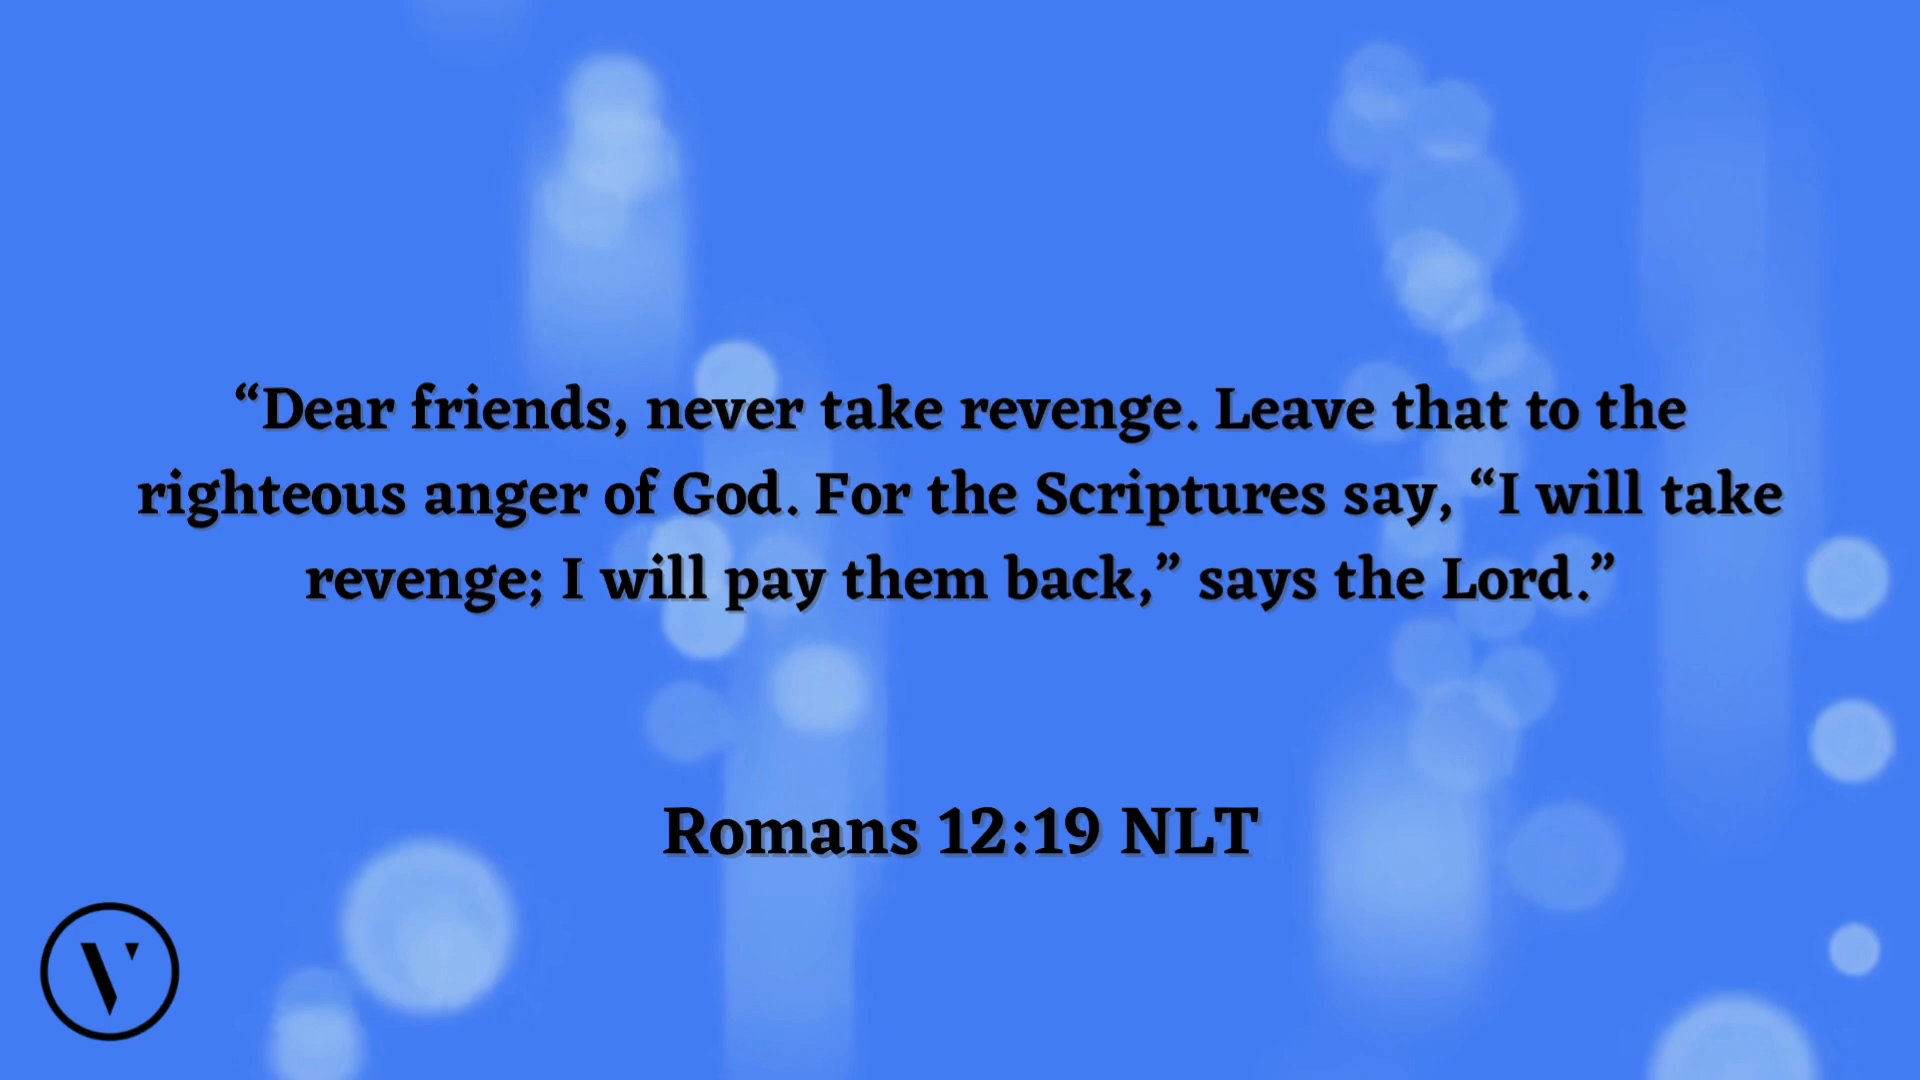 “Dear friends, never take revenge. Leave that to the
righteous anger of God. For the Scriptures say, “I will take
revenge; I will pay them back,” says the Lord.”
Romans 12:19 NLT
V